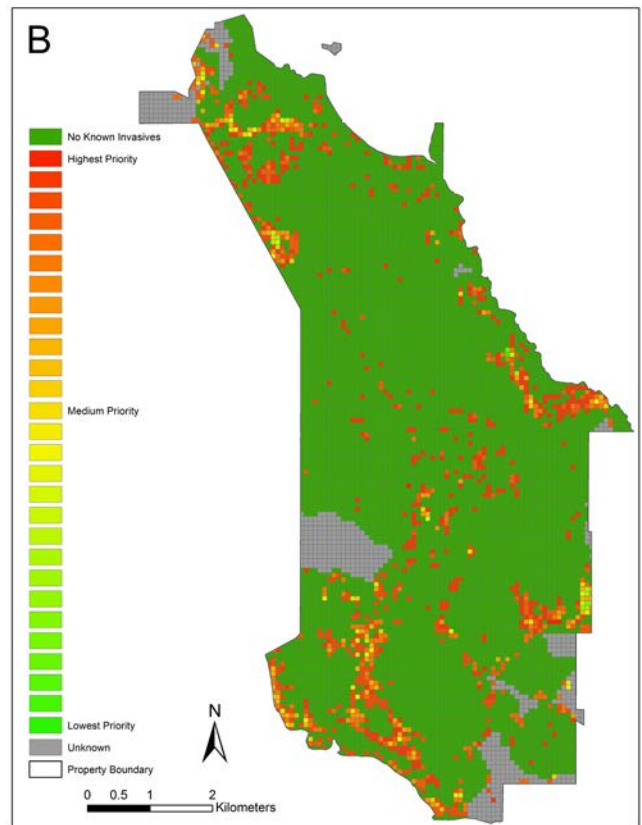 B
No Known Invasives
Highest Priority
Medium Priority
Lowest Priority
Unknown
Property Boundary
N
0 0.5 1 2
Kilometers